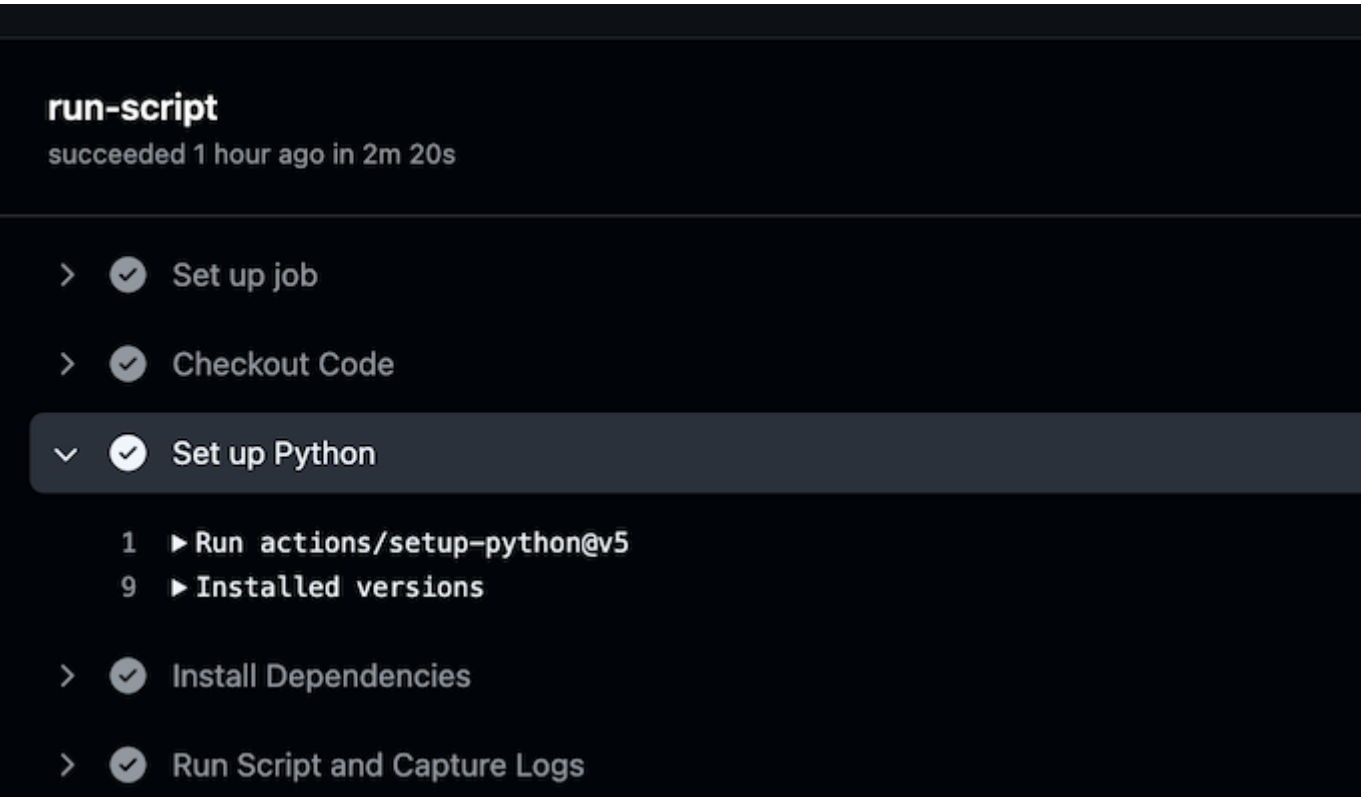 run-script
succeeded 1 hour ago in 2m 20s
Set up job
Checkout Code
Set up Python
1 Run actions/setup-python@v5
9 Installed versions
Install Dependencies
Run Script and Capture Logs